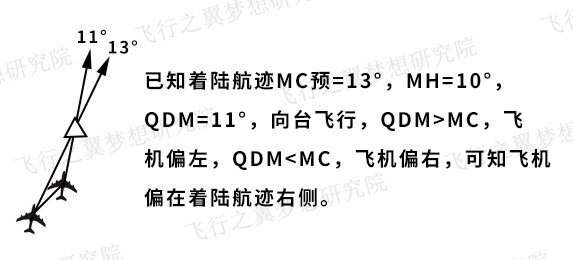 11°
13°
已知着陆航迹MC预=13°，MH=10°，
QDM=11°，向台飞行，QDM>MC，飞
机偏左，QDM<MC，飞机偏右，可知飞机
偏在着陆航迹右侧。
飞行之翼梦想研究院
飞行之翼梦想研究院
飞行之翼梦想研究院
飞行之翼梦想研究院